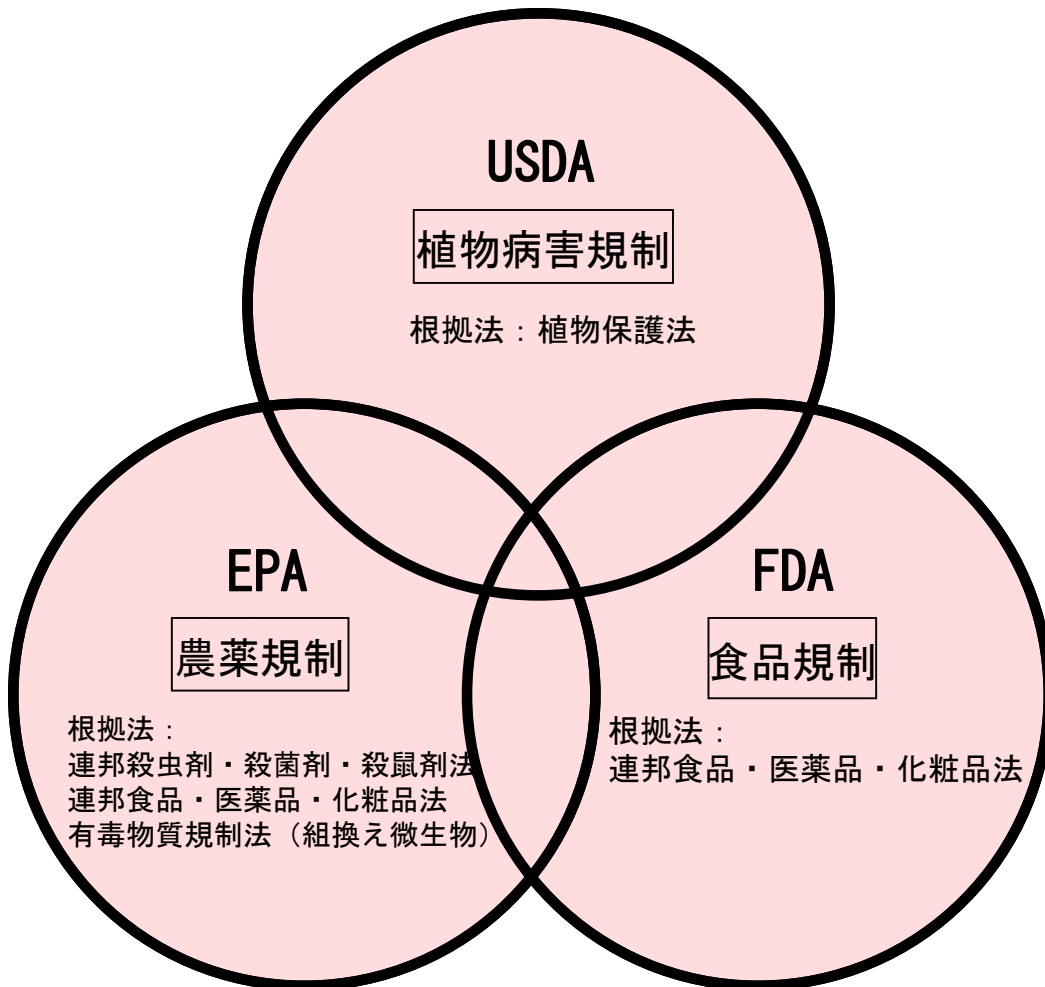 USDA
植物病害規制
根拠法：植物保護法
EPA
農薬規制
根拠法：
連邦殺虫剤・殺菌剤・殺鼠剤法
連邦食品・医薬品・化粧品法
有毒物質規制法（組換え微生物）
FDA
食品規制
根拠法：
連邦食品・医薬品・化粧品法